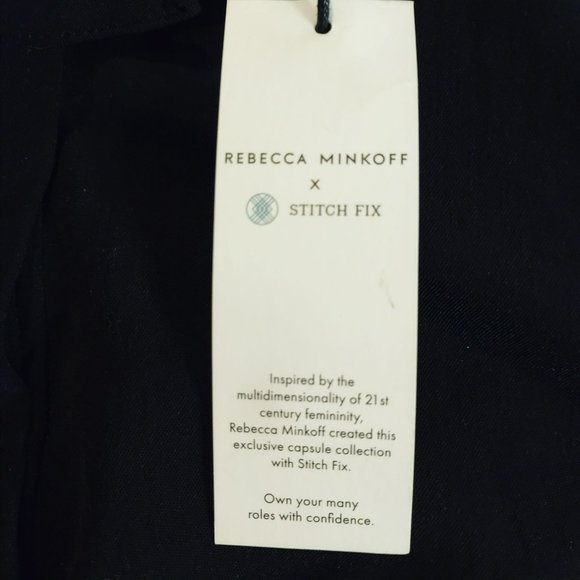 REBECCA MINKOFF
X
STITCH FIX
Inspired by the
multidimensionality of 21st
century femininity,
Rebecca Minkoff created this
exclusive capsule collection
with Stitch Fix.
Own your many
roles with confidence.